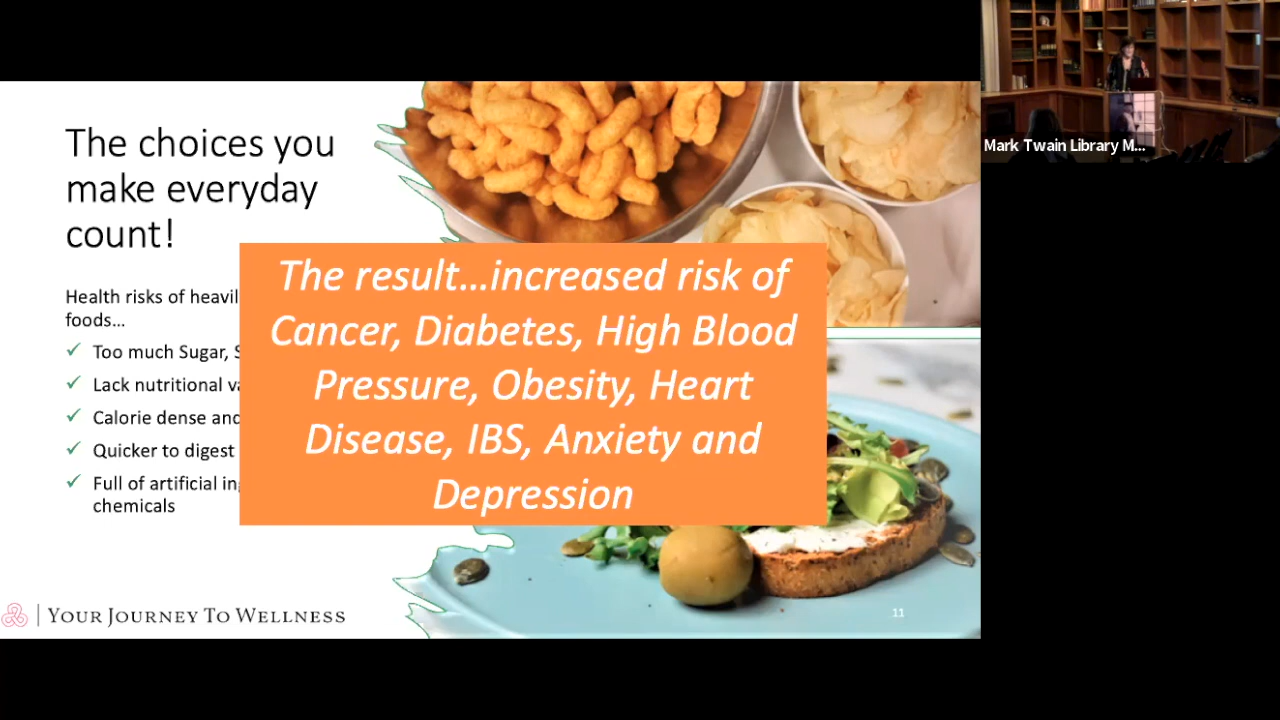 The choices you
make everyday
count!
Health risks of heavil
foods...
Too much Sugar, S
Lack nutritional va
Calorie dense and
Quicker to digest
Full of artificial in
chemicals
The result...increased risk of
Cancer, Diabetes, High Blood
Pressure, Obesity, Heart
Disease, IBS, Anxiety and
Depression
YOUR JOURNEY TO WELLNESS
11
Mark Twain Library M...